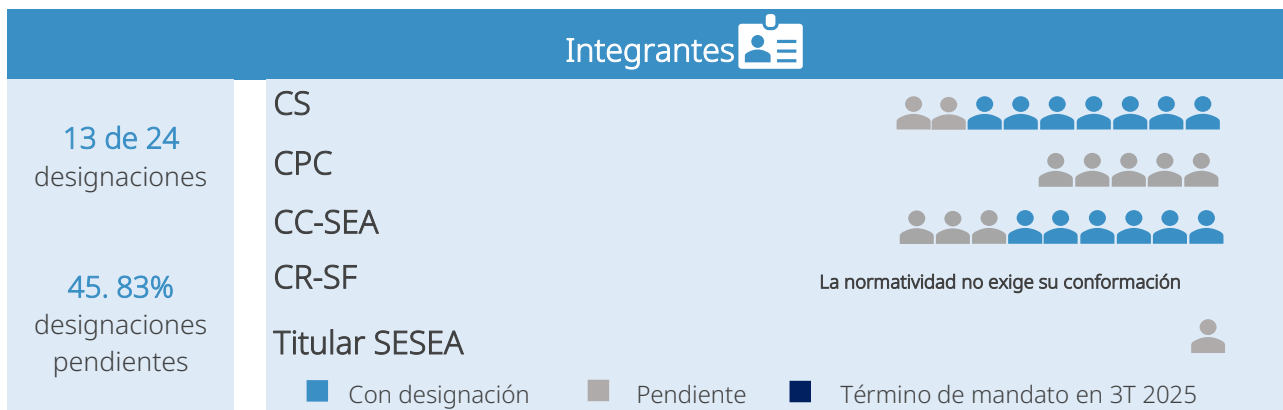 Integrantes
13 de 24
designaciones
45. 83%
designaciones
pendientes
CS
CPC
CC-SEA
CR-SF
La normatividad no exige su conformación
Titular SESEA
Con designación
Pendiente
Término de mandato en 3T 2025